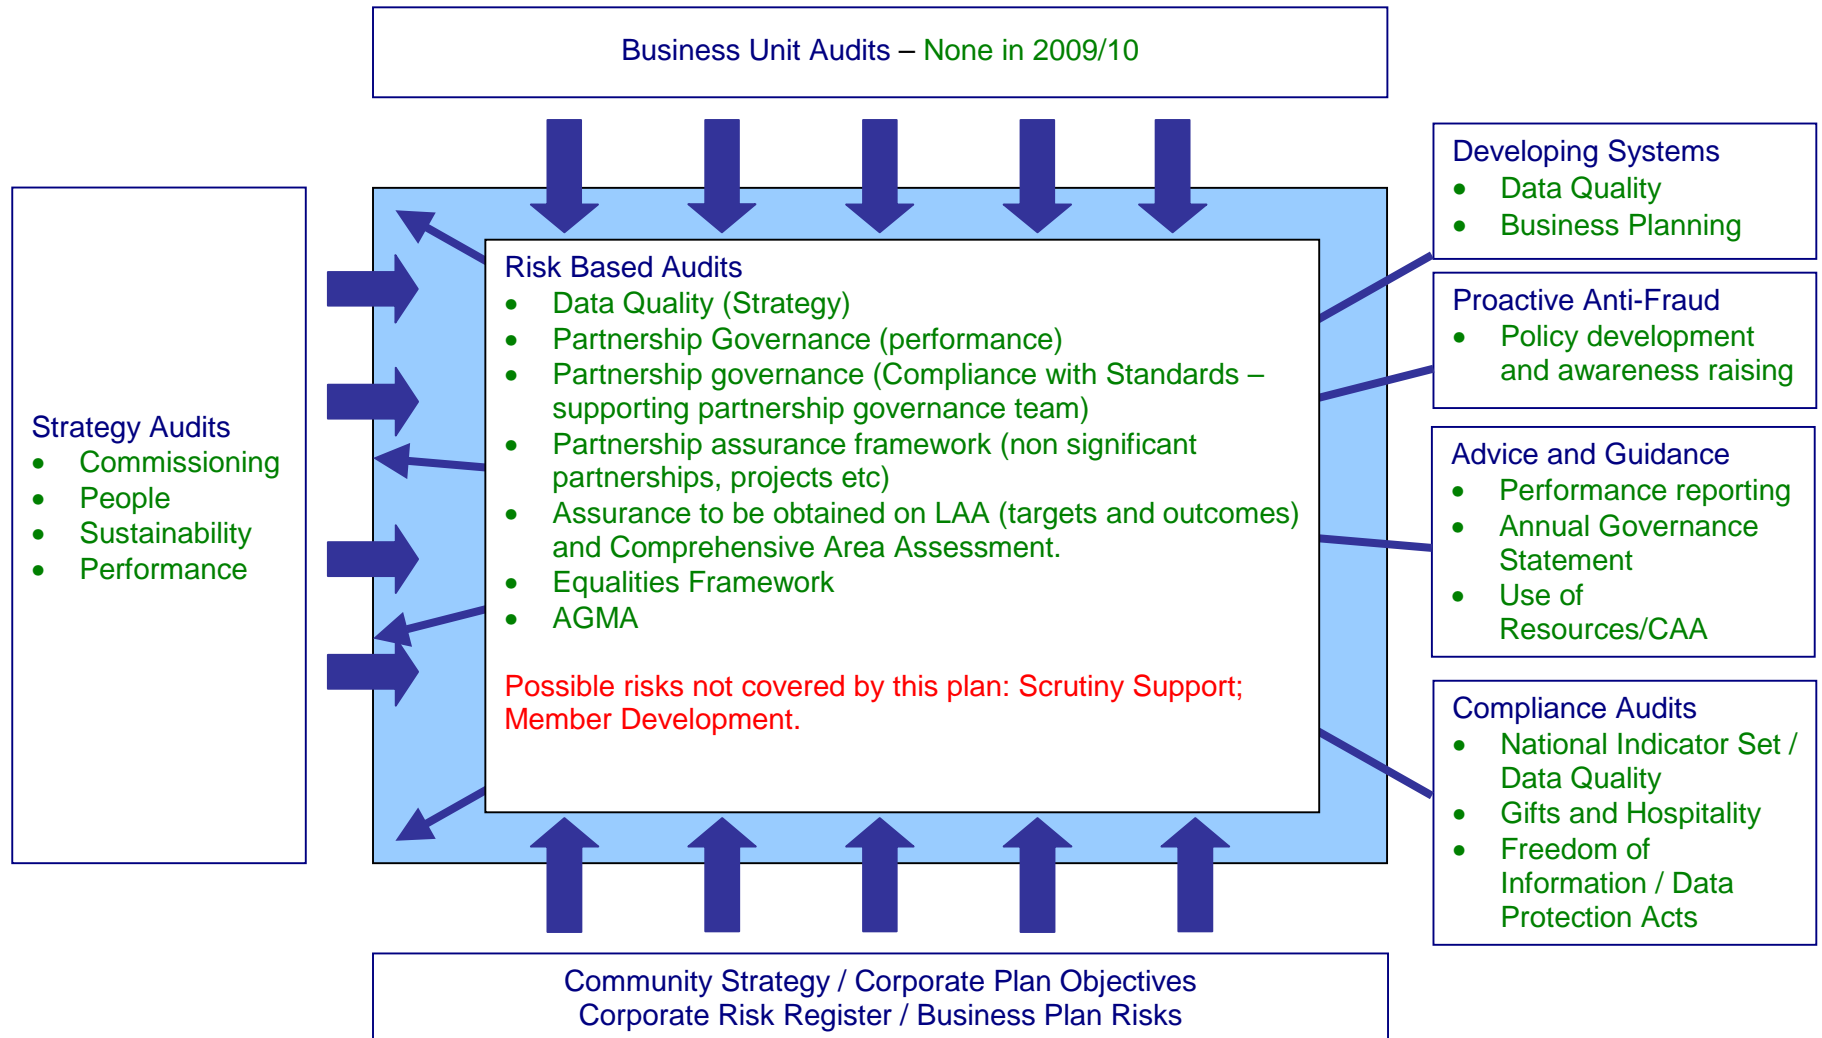 Business Unit Audits – None in 2009/10
Strategy Audits
• Commissioning
• People
• Sustainability
• Performance
Risk Based Audits
• Data Quality (Strategy)
• Partnership Governance (performance)
• Partnership governance (Compliance with Standards –
supporting partnership governance team)
• Partnership assurance framework (non significant
partnerships, projects etc)
• Assurance to be obtained on LAA (targets and outcomes)
and Comprehensive Area Assessment.
• Equalities Framework
• AGMA
Possible risks not covered by this plan: Scrutiny Support;
Member Development.
Developing Systems
• Data Quality
• Business Planning
Proactive Anti-Fraud
• Policy development
and awareness raising
Advice and Guidance
• Performance reporting
• Annual Governance
Statement
• Use of
Resources/CAA
Compliance Audits
• National Indicator Set /
Data Quality
• Gifts and Hospitality
• Freedom of
Information / Data
Protection Acts
Community Strategy / Corporate Plan Objectives
Corporate Risk Register / Business Plan Risks